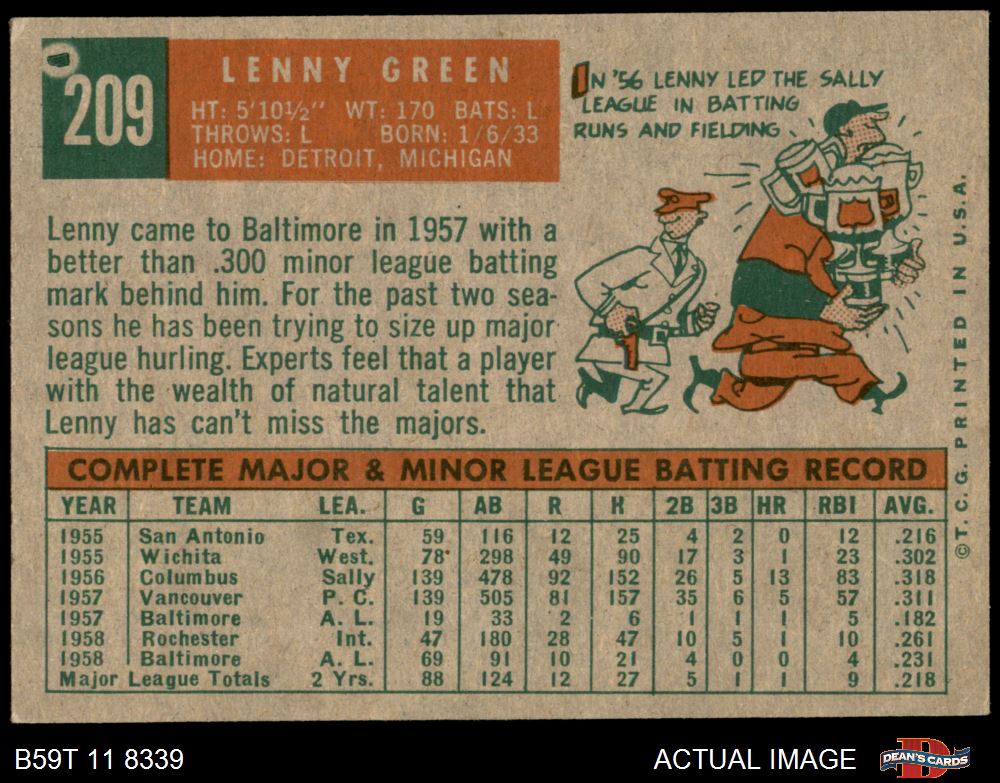 209
LENNY GREEN
HT: 5'10½" WT: 170 BATS: L
THROWS: L BORN: 1/6/33
HOME: DETROIT, MICHIGAN
IN '56 LENNY LED THE SALLY
LEAGUE IN BATTING
RUNS AND FIELDING.
Lenny came to Baltimore in 1957 with a
better than .300 minor league batting
mark behind him. For the past two sea-
sons he has been trying to size up major
league hurling. Experts feel that a player
with the wealth of natural talent that
Lenny has can't miss the majors.
COMPLETE MAJOR & MINOR LEAGUE BATTING RECORD
YEAR TEAM LEA. G AB R H 2B 3B HR RBI AVG.
1955 San Antonio Tex. 59 116 12 25 4 2 0 12 .216
1955 Wichita West. 78 298 49 90 17 3 1 23 .302
1956 Columbus Sally 139 478 92 152 26 5 13 83 .318
1957 Vancouver P. C. 139 505 81 157 35 6 5 57 .311
1957 Baltimore A. L. 19 33 2 6 1 1 1 5 .182
1958 Rochester Int. 47 180 28 47 10 5 1 10 .261
1958 Baltimore A. L. 69 91 10 21 4 0 0 4 .231
Major League Totals 2 Yrs. 88 124 12 27 5 1 1 9 .218
©T. C. G. PRINTED IN U.S.A.
B59T 11 8339
ACTUAL IMAGE
D
DEAN'S CARDS